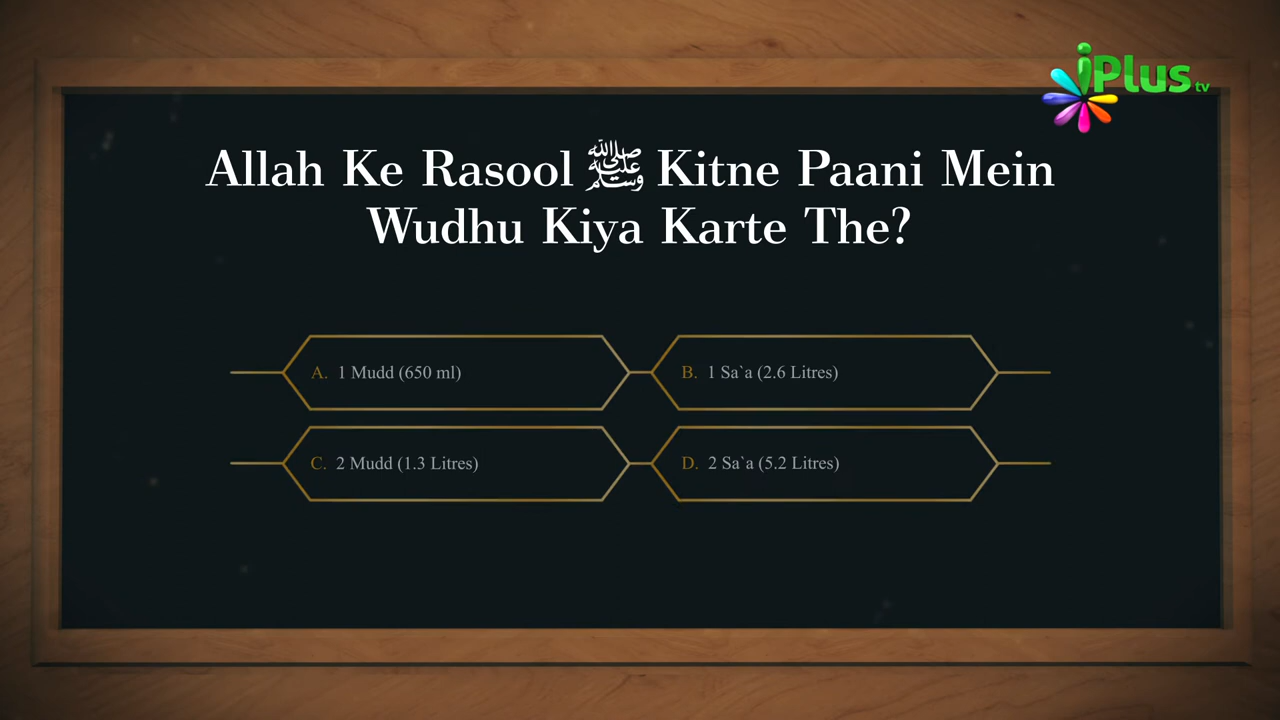 iPlus tv
Allah Ke Rasool ﷺ Kitne Paani Mein
Wudhu Kiya Karte The?
A. 1 Mudd (650 ml)
B. 1 Sa`a (2.6 Litres)
C. 2 Mudd (1.3 Litres)
D. 2 Sa`a (5.2 Litres)